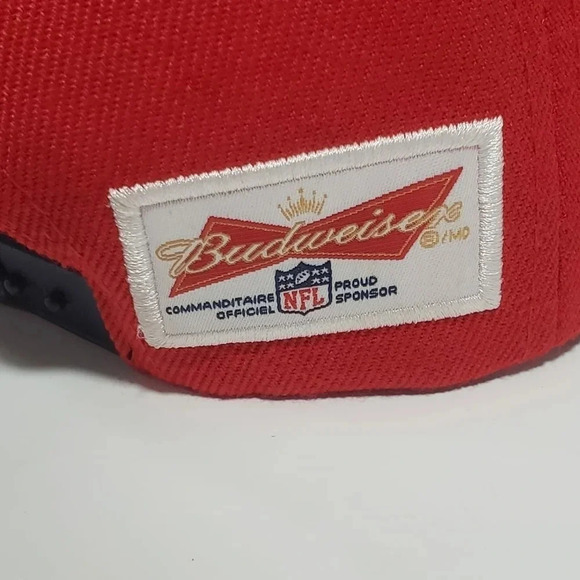 Budweiser
®/MD
COMMANDITAIRE OFFICIEL
NFL
PROUD SPONSOR